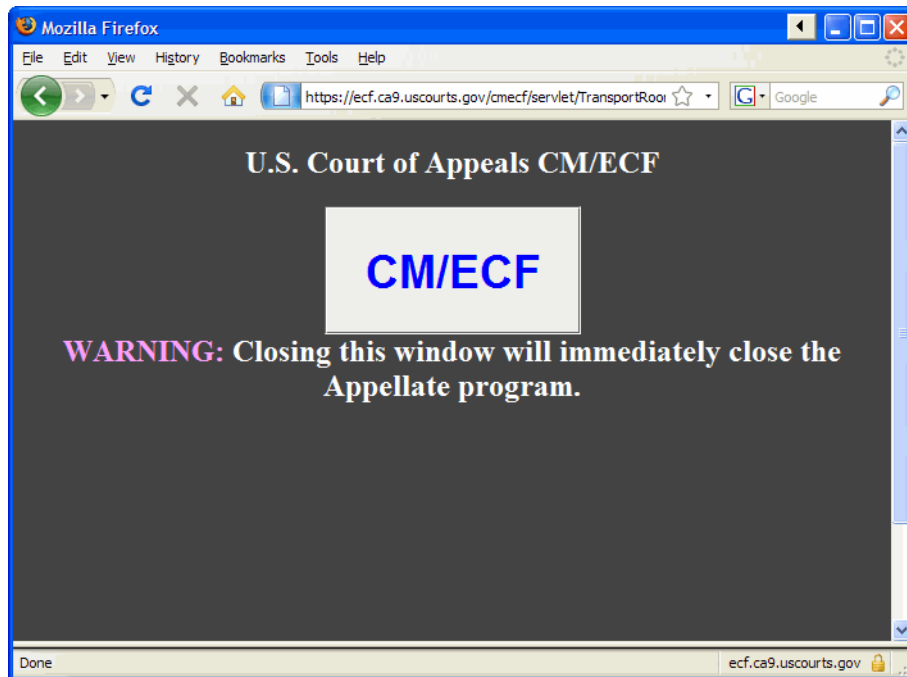 Mozilla Firefox
File Edit View History Bookmarks Tools Help
https://ecf.ca9.uscourts.gov/cmecf/servlet/TransportRoo
G Google
U.S. Court of Appeals CM/ECF
CM/ECF
WARNING: Closing this window will immediately close the
Appellate program.
Done ecf.ca9.uscourts.gov